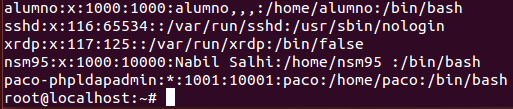 alumno:x:1000:1000:alumno,,,:/home/alumno:/bin/bash
sshd:x:116:65534::/var/run/sshd:/usr/sbin/nologin
xrdp:x:117:125::/var/run/xrdp:/bin/false
nsm95:x:1000:10000:Nabil Salhi:/home/nsm95 :/bin/bash
paco-phpldapadmin:*:1001:10001:paco:/home/paco:/bin/bash
root@localhost:~#